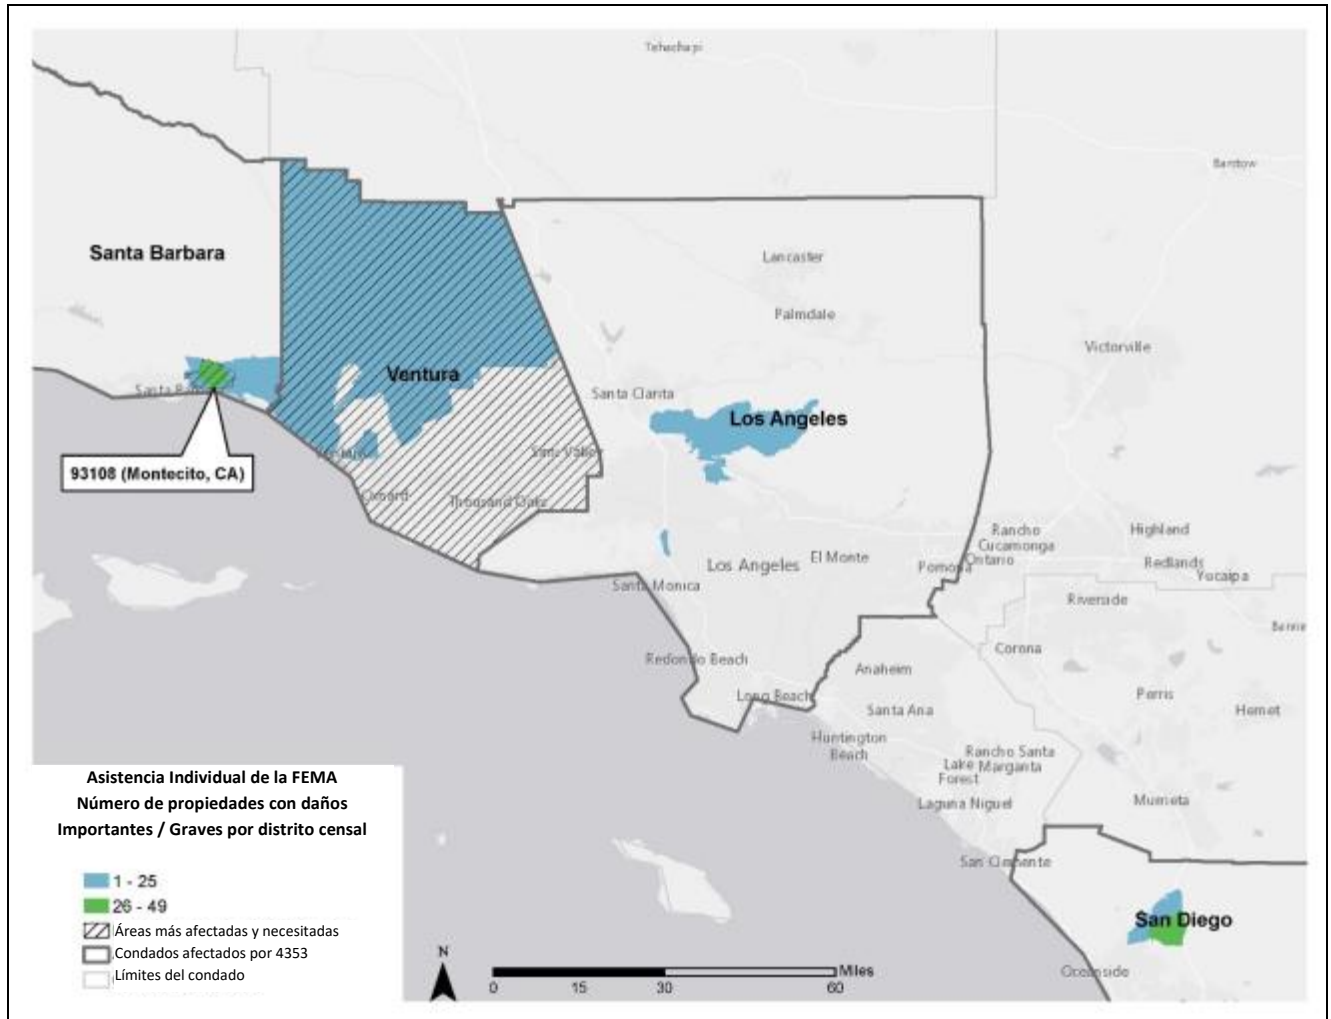 Tehachapi
Barstow
Santa Barbara
Lancaster
Palmdale
Victorville
Ventura
Santa Clarita
Los Angeles
93108 (Montecito, CA)
Simi Valley
Oxnard
Thousand Oaks
Rancho
Cucamonga
Highland
Los Angeles
El Monte
Pomona
Ontario
Redlands
Yucaipa
Santa Monica
Riverside
Corona
Redondo Beach
Anaheim
Long Beach
Perris
Santa Ana
Hemet
Huntington
Beach
Rancho Santa
Marganta
Lake
Forest
Laguna Niguel
Murrieta
San Clemente
San Diego
Oceanside
Asistencia Individual de la FEMA
Número de propiedades con daños
Importantes / Graves por distrito censal
1 - 25
26 - 49
Áreas más afectadas y necesitadas
Condados afectados por 4353
Límites del condado
N
Miles
0 15 30 60